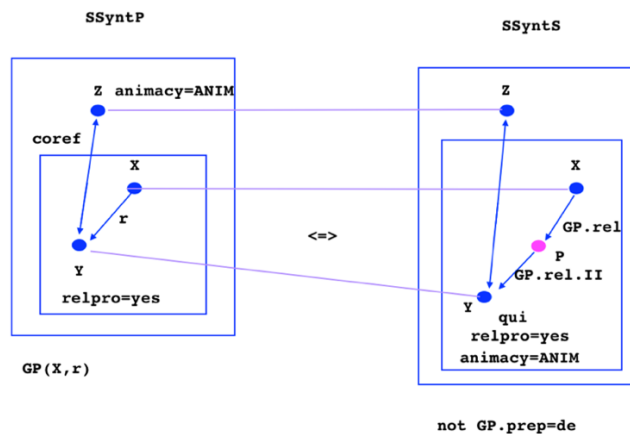 SSyntP
SSyntS
Z animacy=ANIM
Z
coref
X
X
r
GP.rel
<=>
P
Y
GP.rel.II
relpro=yes
Y
qui
relpro=yes
animacy=ANIM
GP(X,r)
not GP.prep=de